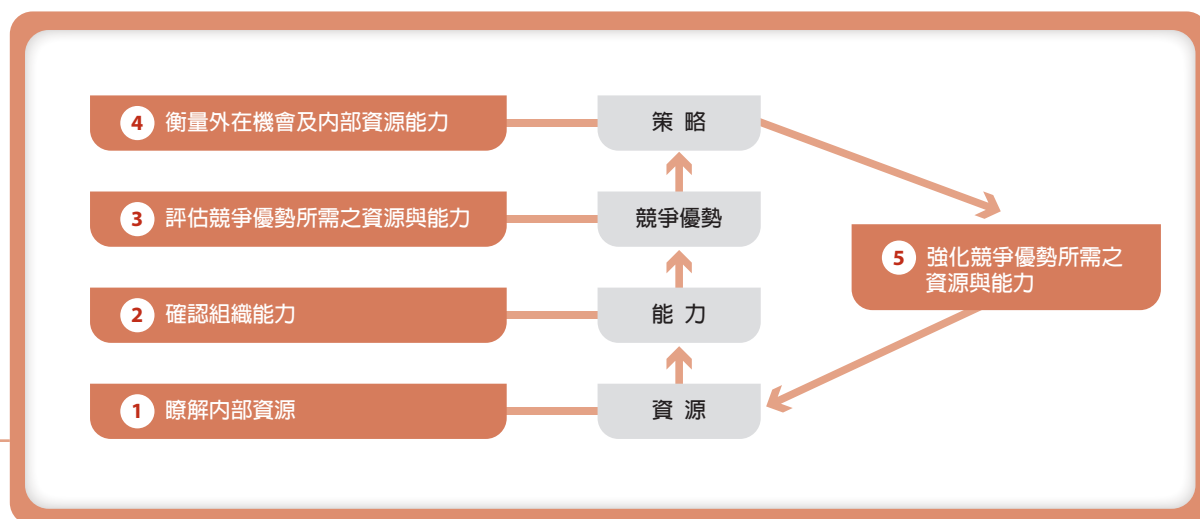 4 衡量外在機會及內部資源能力
策略
3 評估競爭優勢所需之資源與能力
競爭優勢
5 強化競爭優勢所需之
資源與能力
2 確認組織能力
能力
1 瞭解內部資源
資源